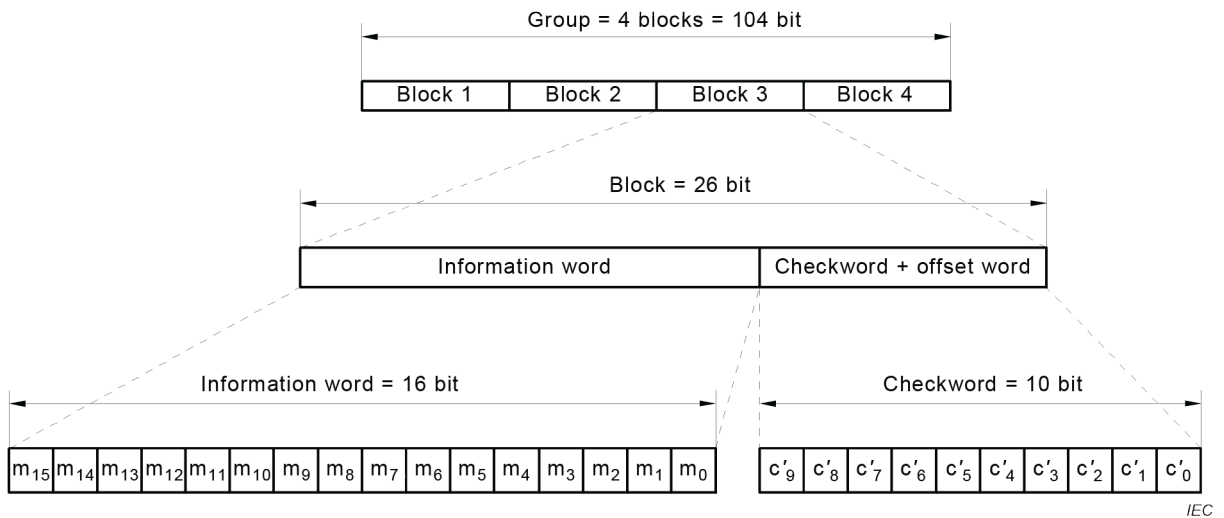 Group = 4 blocks = 104 bit
Block 1 Block 2 Block 3 Block 4
Block = 26 bit
Information word Checkword + offset word
Information word = 16 bit Checkword = 10 bit
m₁₅ m₁₄ m₁₃ m₁₂ m₁₁ m₁₀ m₉ m₈ m₇ m₆ m₅ m₄ m₃ m₂ m₁ m₀ c′₉ c′₈ c′₇ c′₆ c′₅ c′₄ c′₃ c′₂ c′₁ c′₀
IEC